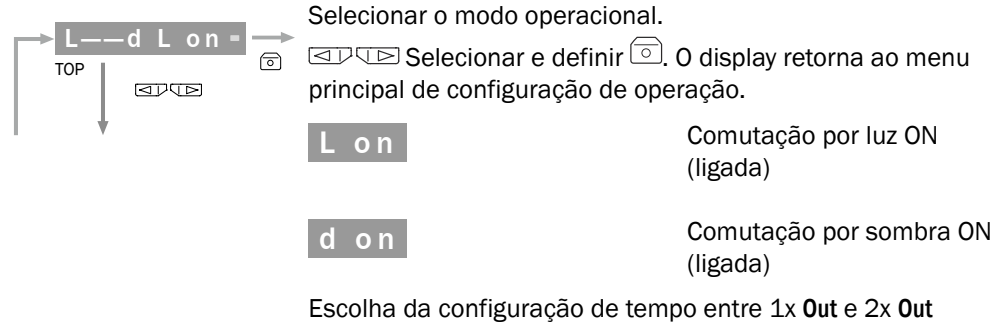 Selecionar o modo operacional.
L——d L on
TOP
Selecionar e definir . O display retorna ao menu
principal de configuração de operação.
L on
Comutação por luz ON
(ligada)
d on
Comutação por sombra ON
(ligada)
Escolha da configuração de tempo entre 1x Out e 2x Out